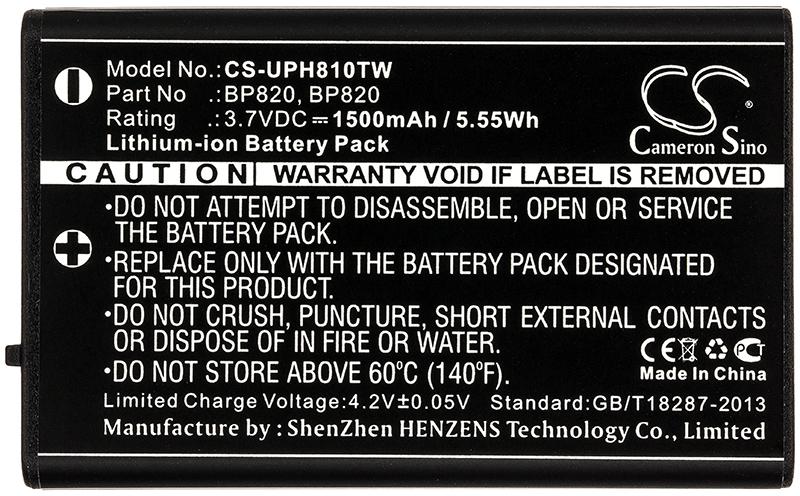 Model No.:CS-UPH810TW
Part No :BP820, BP820
Rating :3.7VDC⎓1500mAh / 5.55Wh
Lithium-ion Battery Pack
CS
®
Cameron Sino
CAUTION WARRANTY VOID IF LABEL IS REMOVED
•DO NOT ATTEMPT TO DISASSEMBLE, OPEN OR SERVICE
THE BATTERY PACK.
•REPLACE ONLY WITH THE BATTERY PACK DESIGNATED
FOR THIS PRODUCT.
•DO NOT CRUSH, PUNCTURE, SHORT EXTERNAL CONTACTS
OR DISPOSE OF IN FIRE OR WATER.
•DO NOT STORE ABOVE 60°C (140°F).
CE PCT
Made In China
Limited Charge Voltage:4.2V±0.05V Standard:GB/T18287-2013
Manufacture by : ShenZhen HENZENS Technology Co., Limited